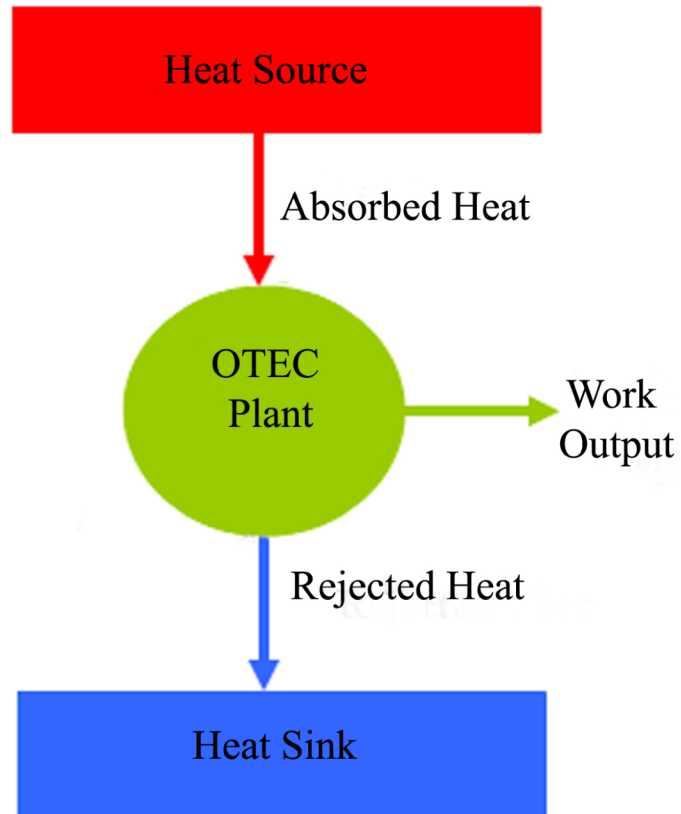 Heat Source
Absorbed Heat
OTEC
Plant
Work
Output
Rejected Heat
Heat Sink